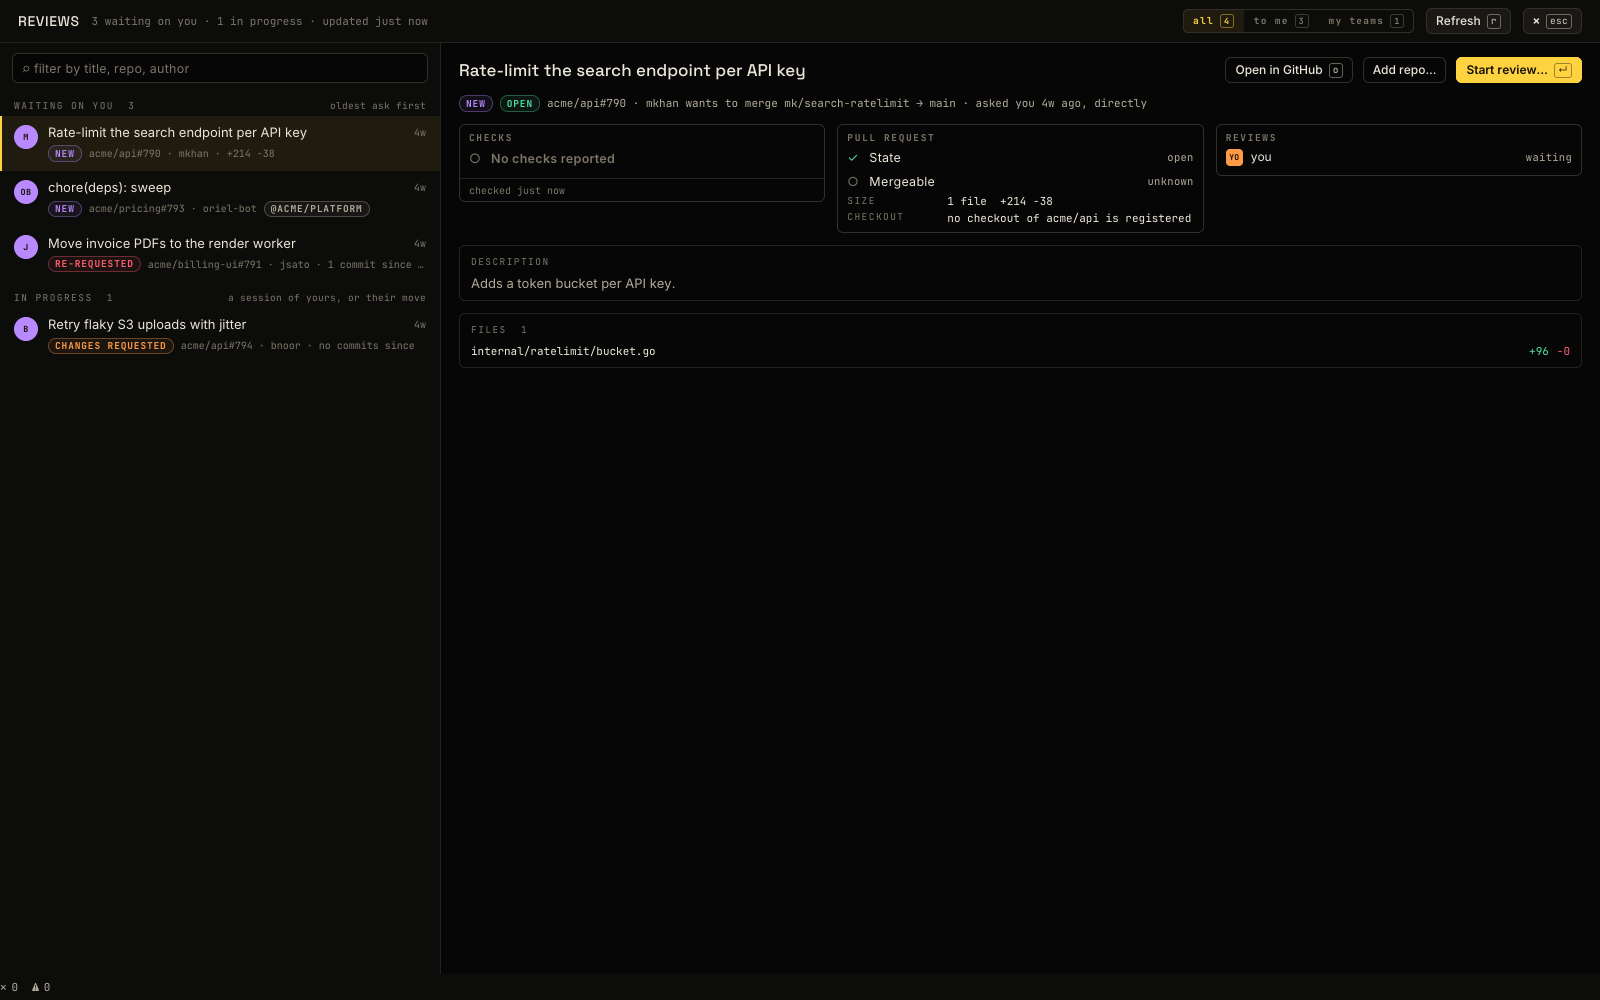 REVIEWS 3 waiting on you · 1 in progress · updated just now
all 4 to me 3 my teams 1 Refresh r × esc
filter by title, repo, author
WAITING ON YOU 3 oldest ask first
M Rate-limit the search endpoint per API key 4w
NEW acme/api#790 · mkhan · +214 -38
OB chore(deps): sweep 4w
NEW acme/pricing#793 · oriel-bot @ACME/PLATFORM
J Move invoice PDFs to the render worker 4w
RE-REQUESTED acme/billing-ui#791 · jsato · 1 commit since …
IN PROGRESS 1 a session of yours, or their move
B Retry flaky S3 uploads with jitter 4w
CHANGES REQUESTED acme/api#794 · bnoor · no commits since
Rate-limit the search endpoint per API key
Open in GitHub o Add repo... Start review... ↵
NEW OPEN acme/api#790 · mkhan wants to merge mk/search-ratelimit → main · asked you 4w ago, directly
CHECKS
No checks reported
checked just now
PULL REQUEST
✓ State open
Mergeable unknown
SIZE 1 file +214 -38
CHECKOUT no checkout of acme/api is registered
REVIEWS
YO you waiting
DESCRIPTION
Adds a token bucket per API key.
FILES 1
internal/ratelimit/bucket.go +96 -0
× 0 ▲ 0